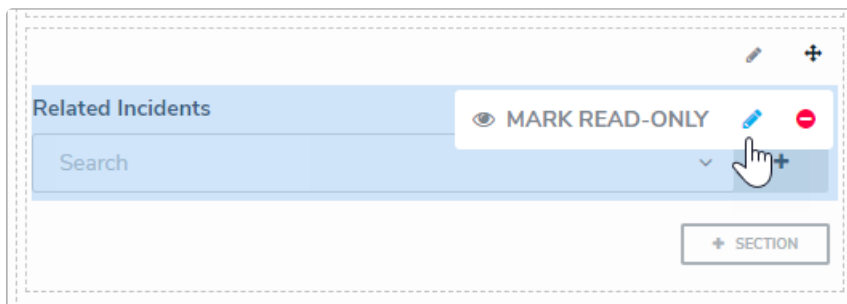 Related Incidents
MARK READ-ONLY
Search
+ SECTION